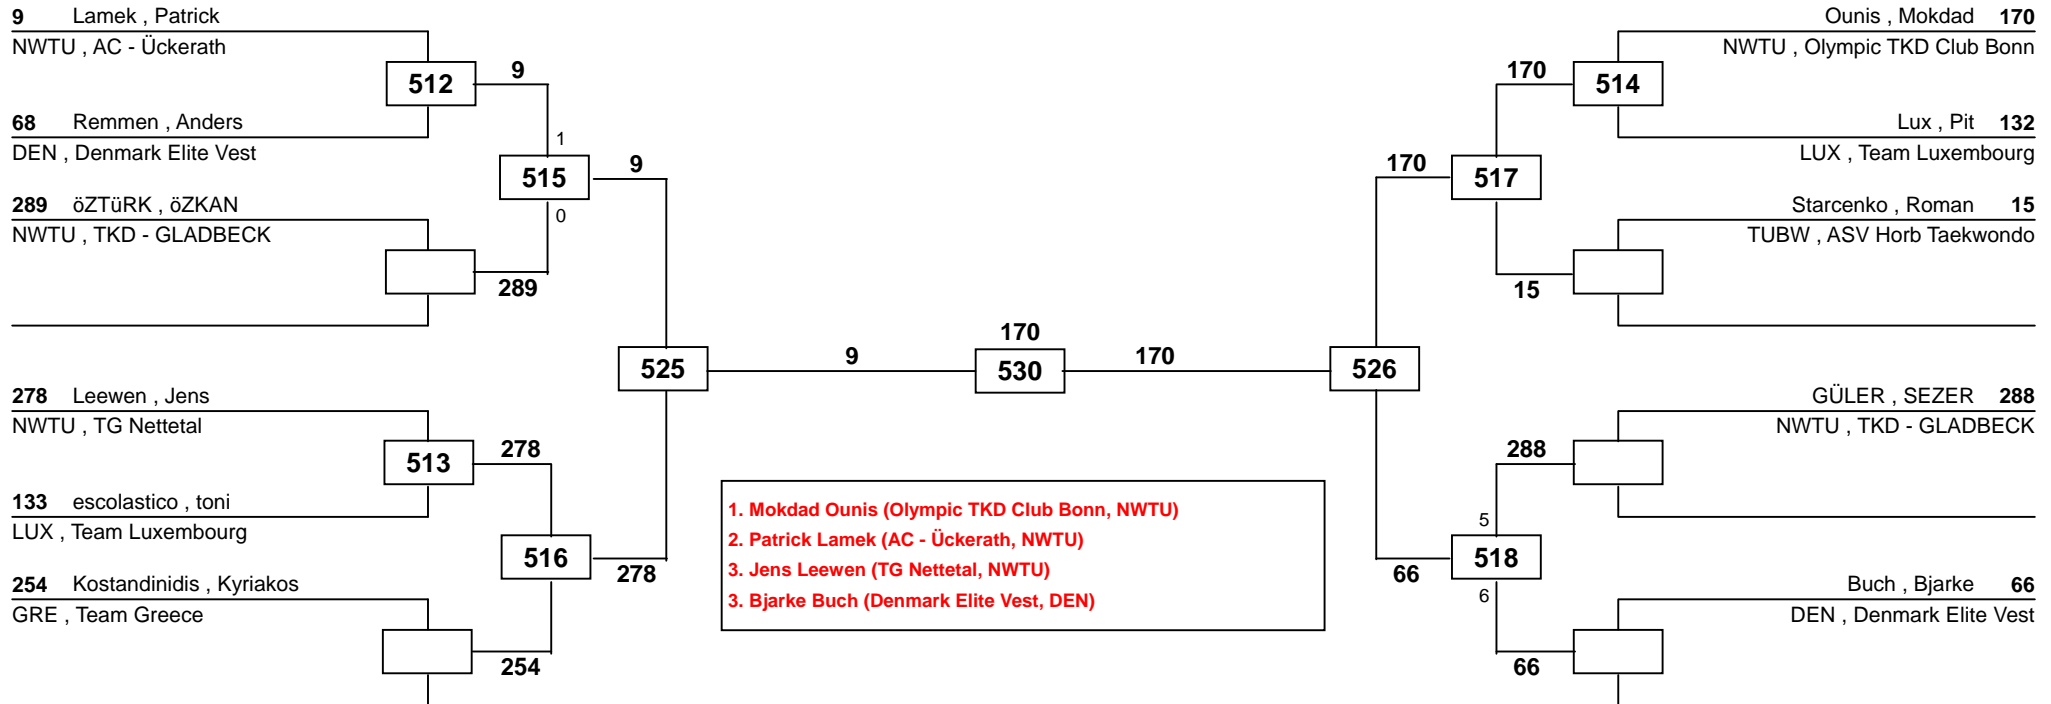 9 Lamek , Patrick
NWTU , AC - Ückerath
512
9
68 Remmen , Anders
DEN , Denmark Elite Vest
1
515
9
0
289 öZTüRK , öZKAN
NWTU , TKD - GLADBECK
289
525
9
278 Leewen , Jens
NWTU , TG Nettetal
513
278
133 escolastico , toni
LUX , Team Luxembourg
516
278
254 Kostandinidis , Kyriakos
GRE , Team Greece
254
170
530
170
526
1. Mokdad Ounis (Olympic TKD Club Bonn, NWTU)
2. Patrick Lamek (AC - Ückerath, NWTU)
3. Jens Leewen (TG Nettetal, NWTU)
3. Bjarke Buch (Denmark Elite Vest, DEN)
Ounis , Mokdad 170
NWTU , Olympic TKD Club Bonn
170
514
Lux , Pit 132
LUX , Team Luxembourg
170
517
Starcenko , Roman 15
TUBW , ASV Horb Taekwondo
15
GÜLER , SEZER 288
NWTU , TKD - GLADBECK
288
5
518
66
6
Buch , Bjarke 66
DEN , Denmark Elite Vest
66